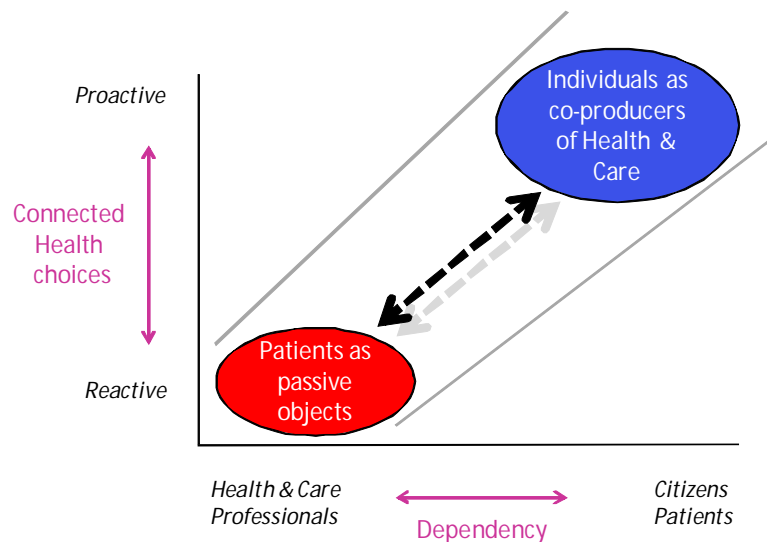 Proactive
Connected
Health
choices
Reactive
Individuals as
co-producers
of Health &
Care
Patients as
passive
objects
Health & Care
Professionals
Dependency
Citizens
Patients